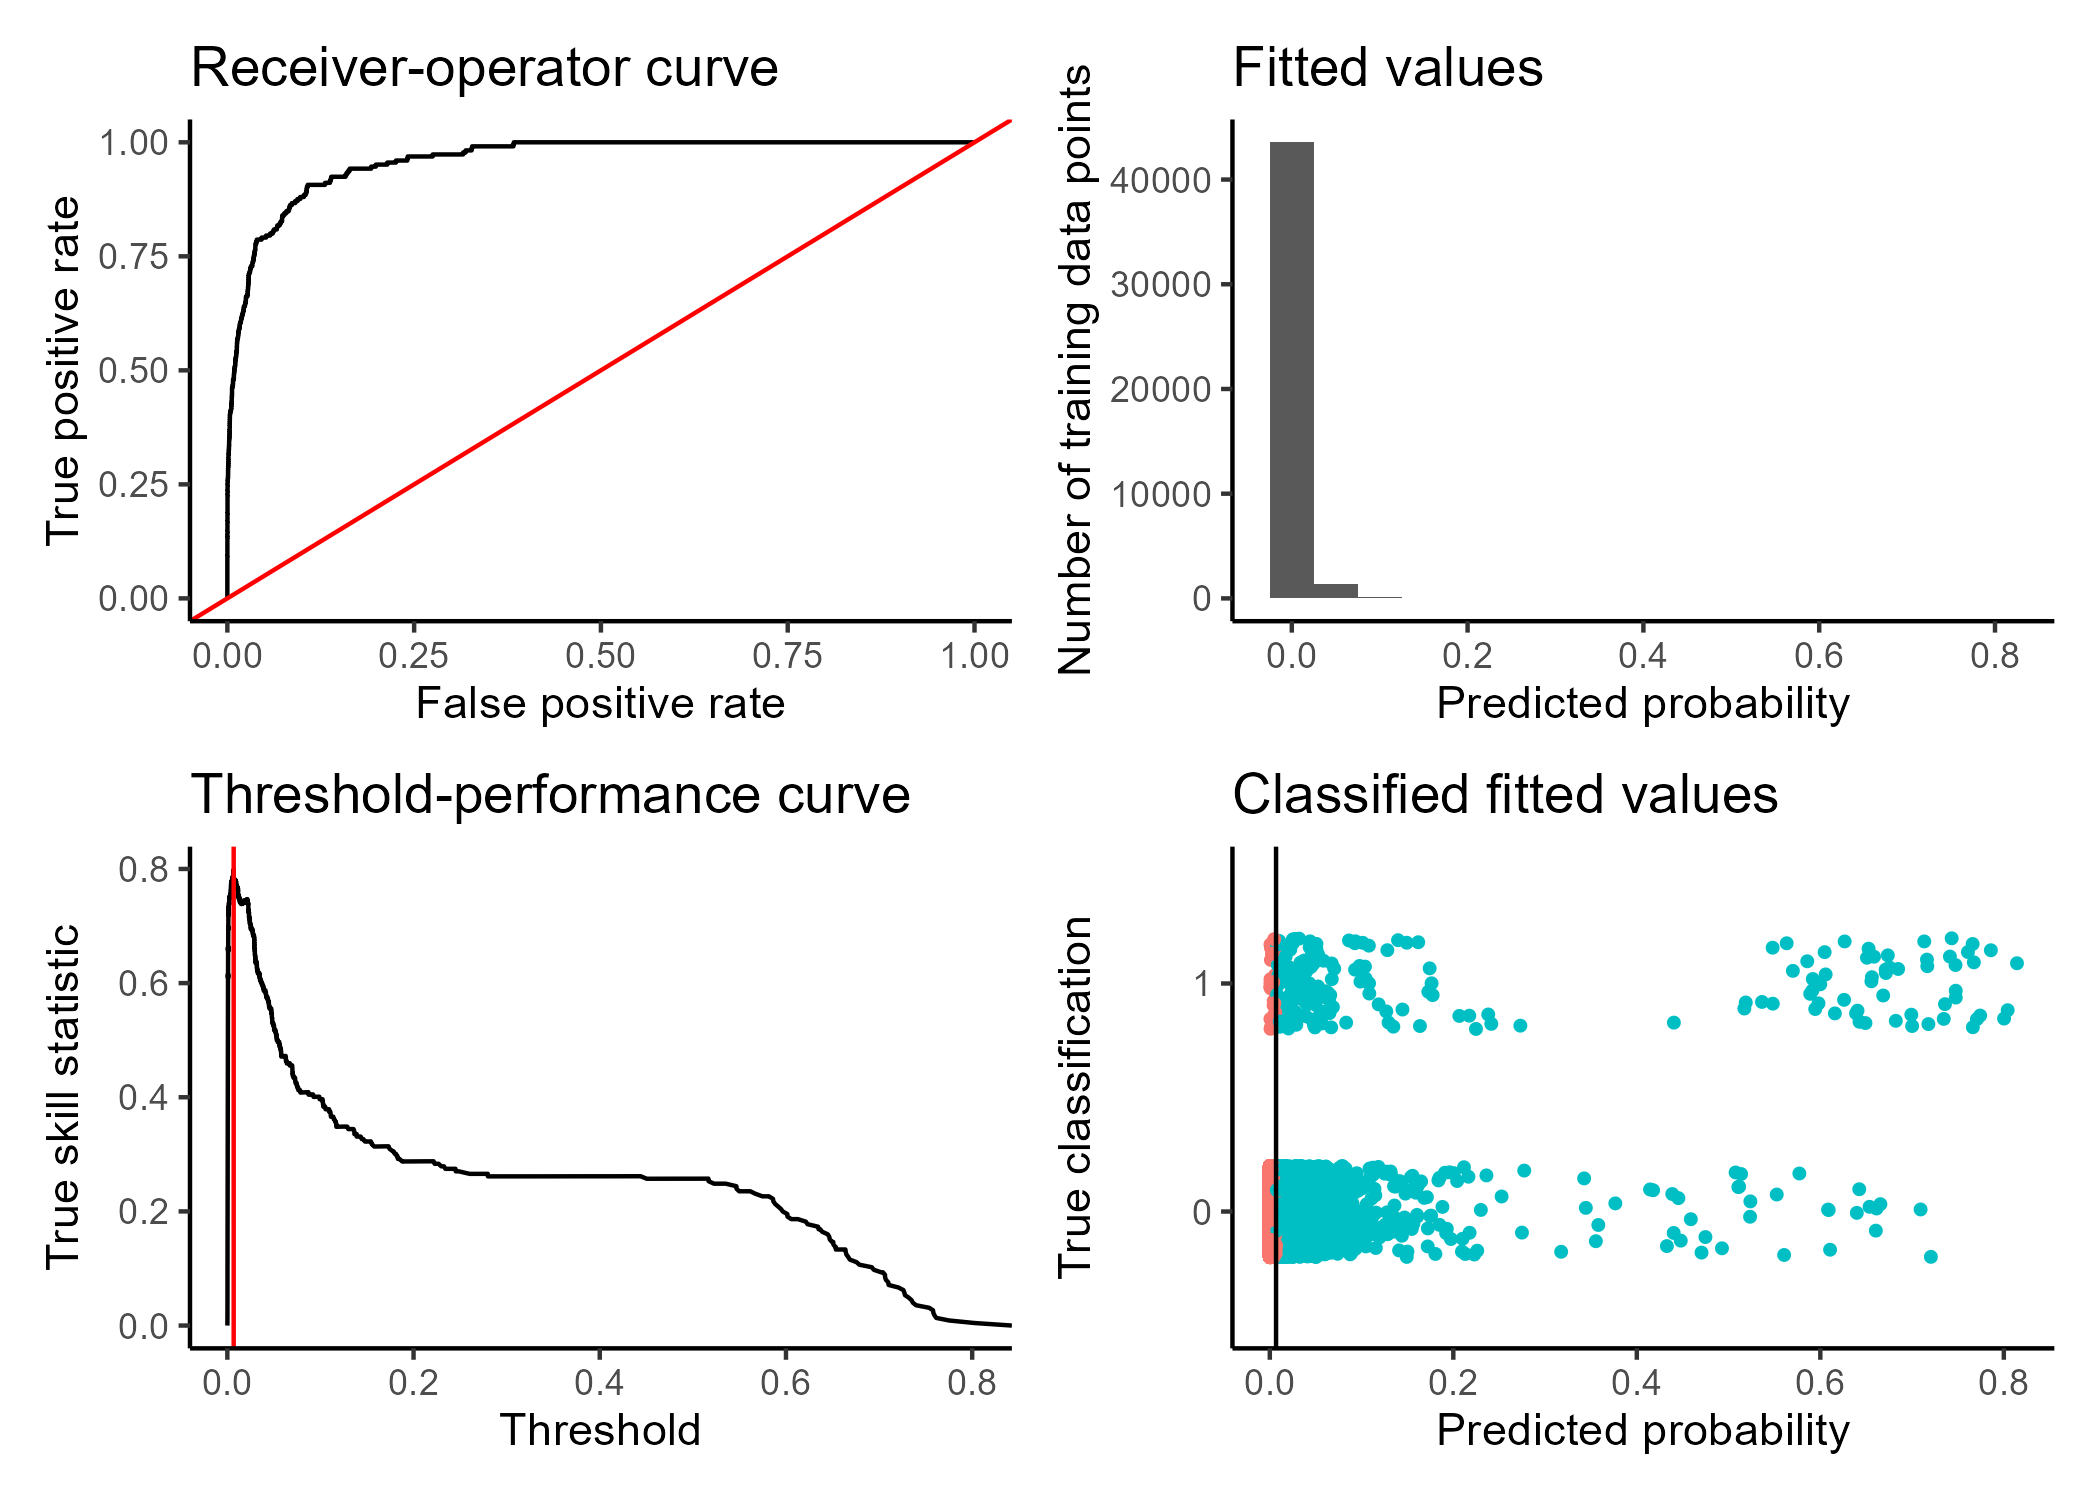 Receiver-operator curve
True positive rate
1.00
0.75
0.50
0.25
0.00
0.00 0.25 0.50 0.75 1.00
False positive rate
Fitted values
Number of training data points
40000
30000
20000
10000
0
0.0 0.2 0.4 0.6 0.8
Predicted probability
Threshold-performance curve
True skill statistic
0.8
0.6
0.4
0.2
0.0
0.0 0.2 0.4 0.6 0.8
Threshold
Classified fitted values
True classification
1
0
0.0 0.2 0.4 0.6 0.8
Predicted probability